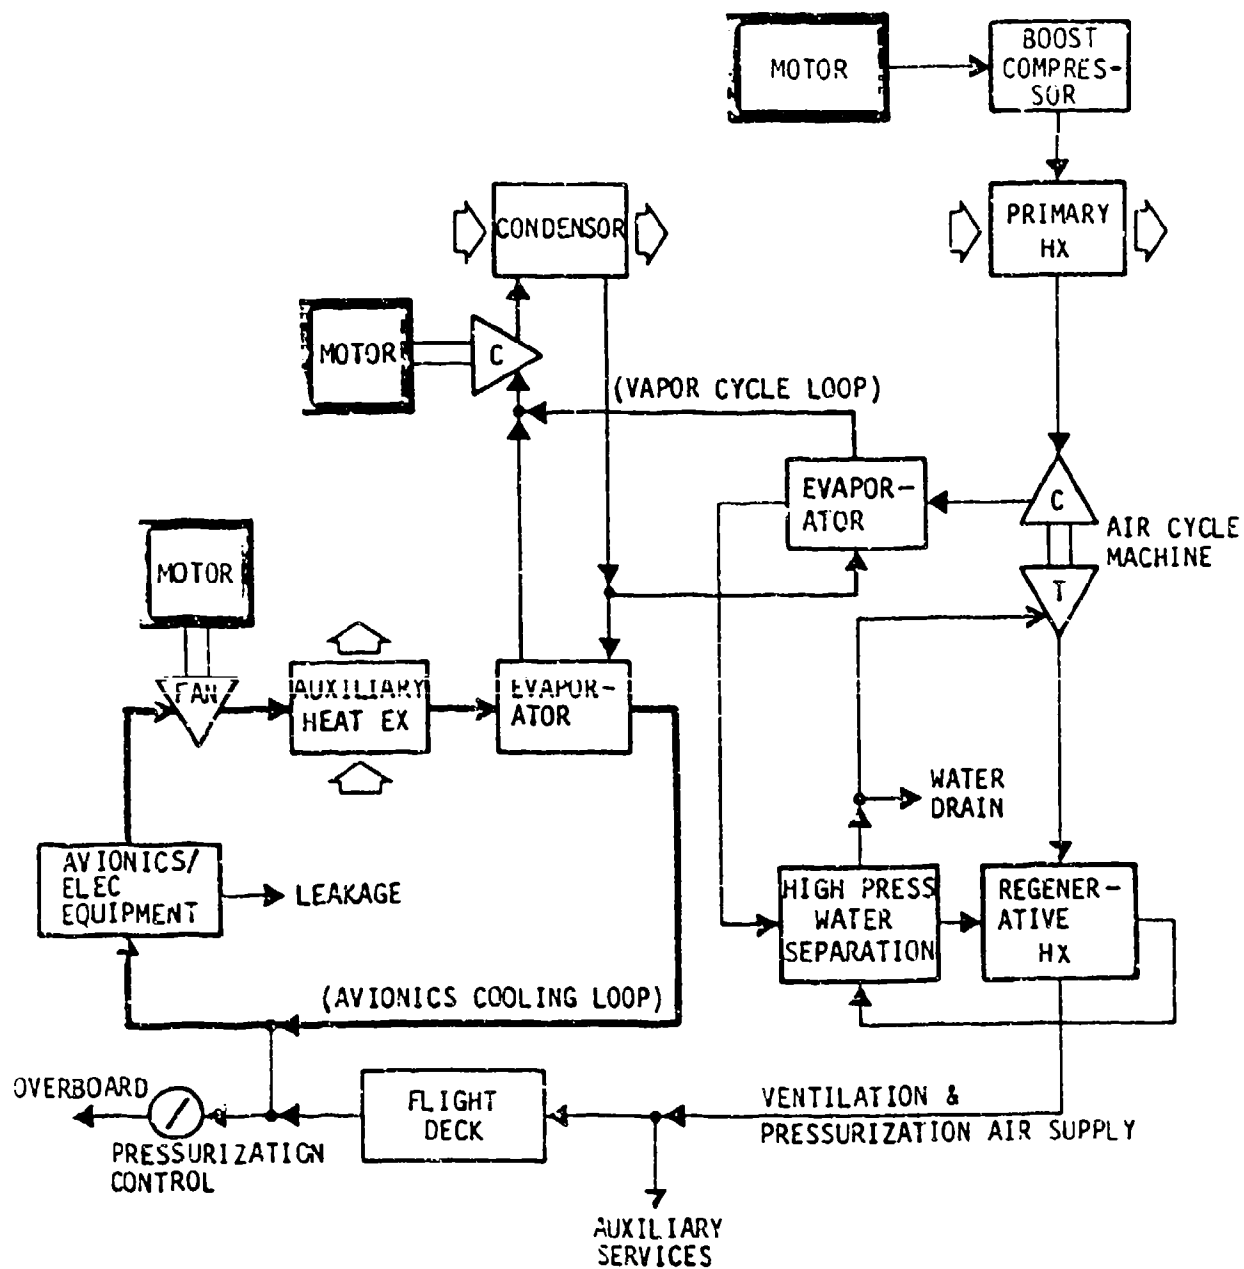 MOTOR
BOOST
COMPRES-
SOR
CONDENSOR
PRIMARY
HX
MOTOR
C
(VAPOR CYCLE LOOP)
EVAPOR-
ATOR
C
AIR CYCLE
MACHINE
T
MOTOR
FAN
AUXILIARY
HEAT EX
EVAPOR-
ATOR
WATER
DRAIN
AVIONICS/
ELEC
EQUIPMENT
LEAKAGE
HIGH PRESS
WATER
SEPARATION
REGENER-
ATIVE
HX
(AVIONICS COOLING LOOP)
OVERBOARD
PRESSURIZATION
CONTROL
FLIGHT
DECK
VENTILATION &
PRESSURIZATION AIR SUPPLY
AUXILIARY
SERVICES